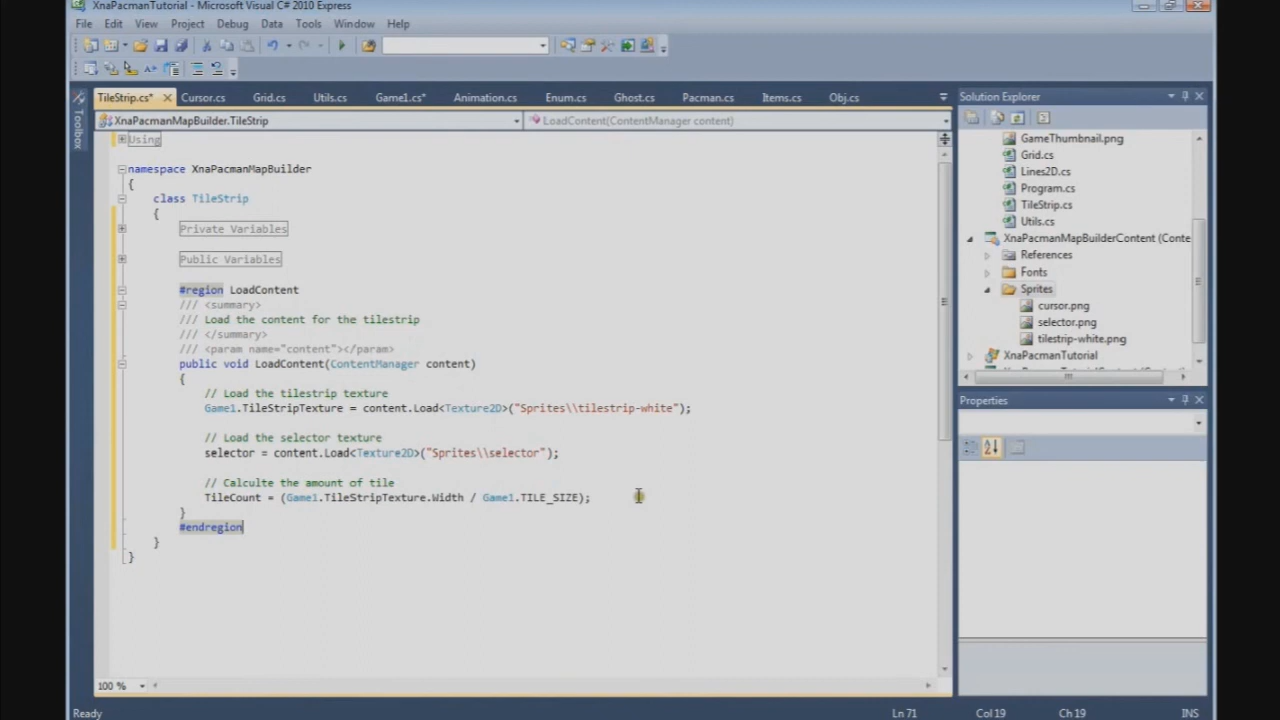 XnaPacmanTutorial - Microsoft Visual C# 2010 Express
File Edit View Project Debug Data Tools Window Help
TileStrip.cs* Cursor.cs Grid.cs Utils.cs Game1.cs* Animation.cs Enum.cs Ghost.cs Pacman.cs Items.cs Obj.cs
XnaPacmanMapBuilder.TileStrip LoadContent(ContentManager content)
Toolbox
Using
namespace XnaPacmanMapBuilder
{
class TileStrip
{
Private Variables
Public Variables
#region LoadContent
/// <summary>
/// Load the content for the tilestrip
/// </summary>
/// <param name="content"></param>
public void LoadContent(ContentManager content)
{
// Load the tilestrip texture
Game1.TileStripTexture = content.Load<Texture2D>("Sprites\\tilestrip-white");
// Load the selector texture
selector = content.Load<Texture2D>("Sprites\\selector");
// Calculte the amount of tile
TileCount = (Game1.TileStripTexture.Width / Game1.TILE_SIZE);
}
#endregion
}
}
100 %
Solution Explorer
GameThumbnail.png
Grid.cs
Lines2D.cs
Program.cs
TileStrip.cs
Utils.cs
XnaPacmanMapBuilderContent (Conte
References
Fonts
Sprites
cursor.png
selector.png
tilestrip-white.png
XnaPacmanTutorial
Properties
Ready Ln 71 Col 19 Ch 19 INS